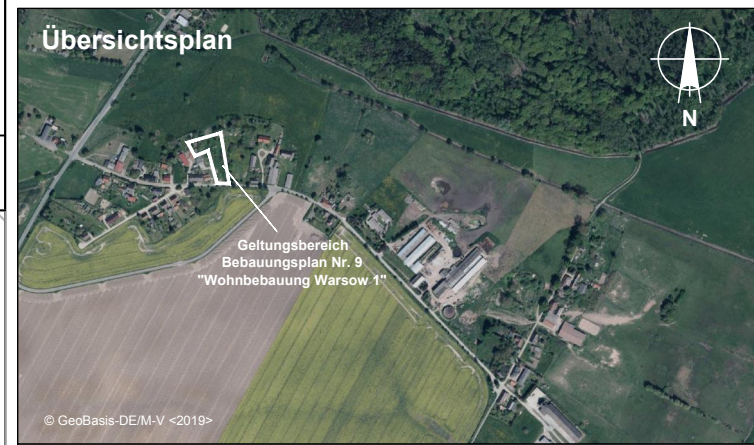 Übersichtsplan
N
Geltungsbereich
Bebauungsplan Nr. 9
"Wohnbebauung Warsow 1"
© GeoBasis-DE/M-V <2019>